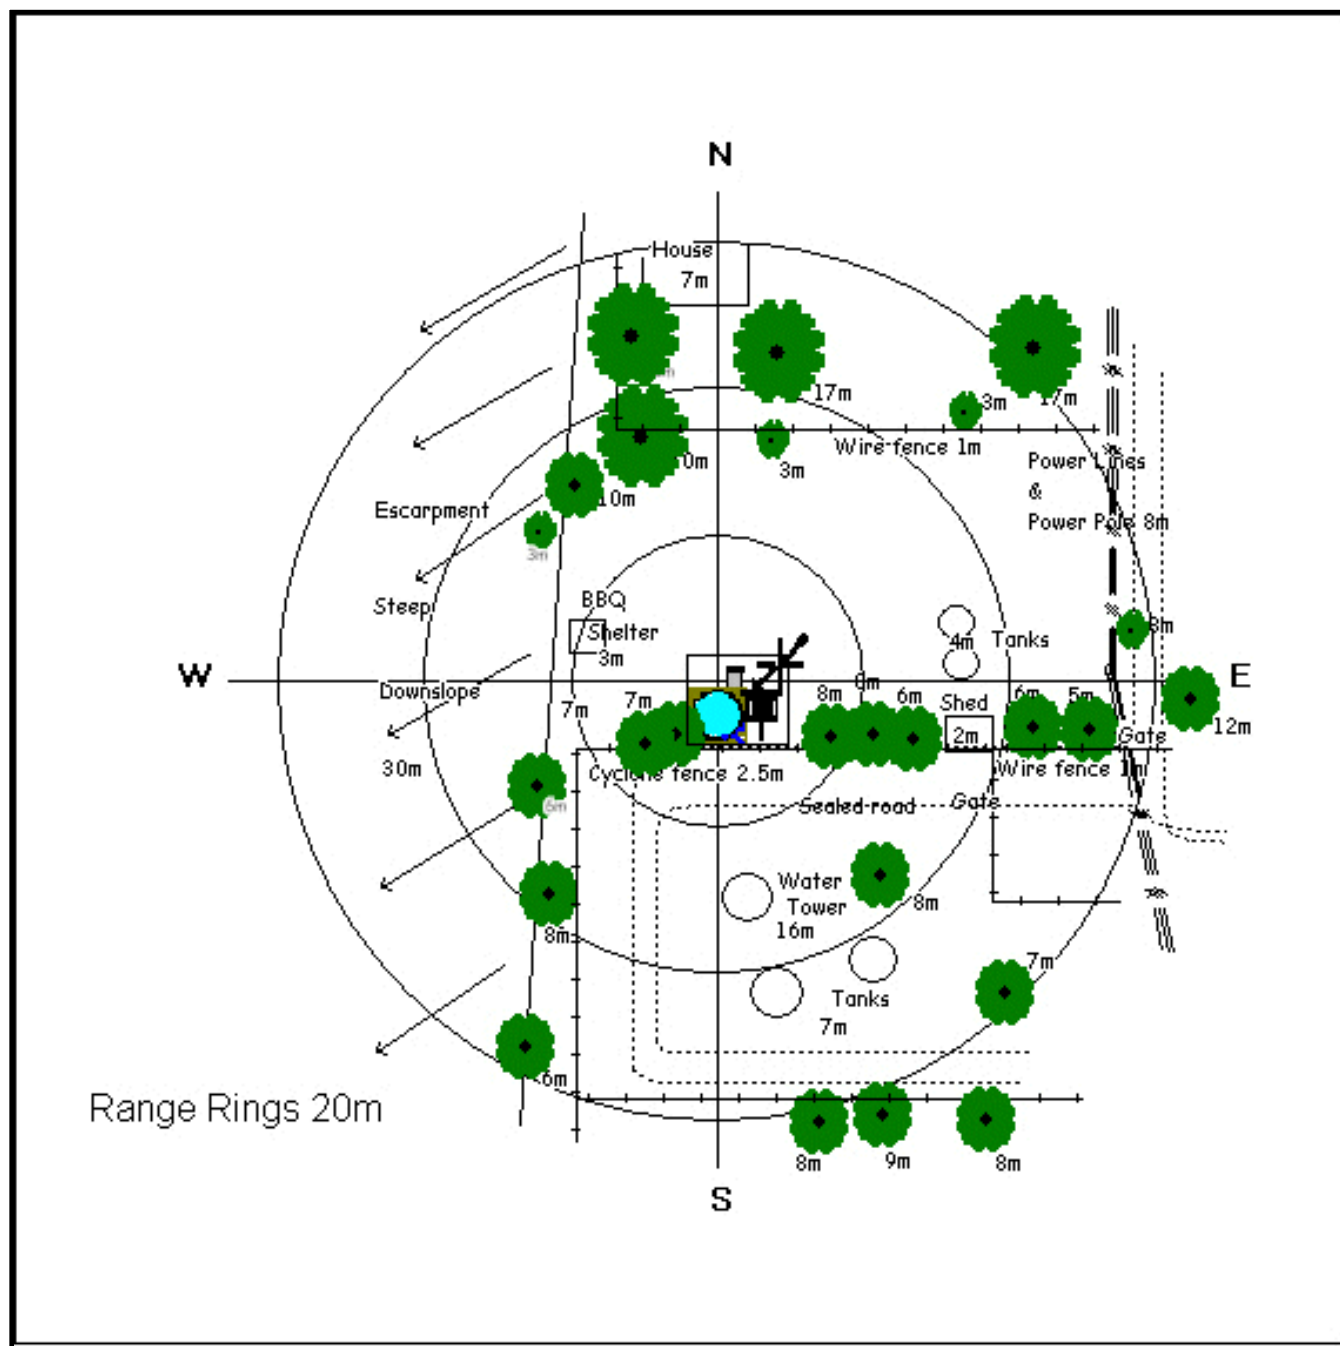 N
House
7m
17m
3m
17m
Wire fence 1m
0m
3m
10m
Power Lines
&
Power Pole 8m
Escarpment
3m
Steep
BBQ
Shelter
3m
4m
Tanks
8m
W
E
Downslope
7m
7m
8m
6m
Shed
2m
6m
5m
Gate
12m
30m
Cyclone fence 2.5m
Wire fence 1m
6m
Sealed road
Gate
Water
Tower
16m
8m
8m
7m
Tanks
7m
6m
Range Rings 20m
8m
9m
8m
S